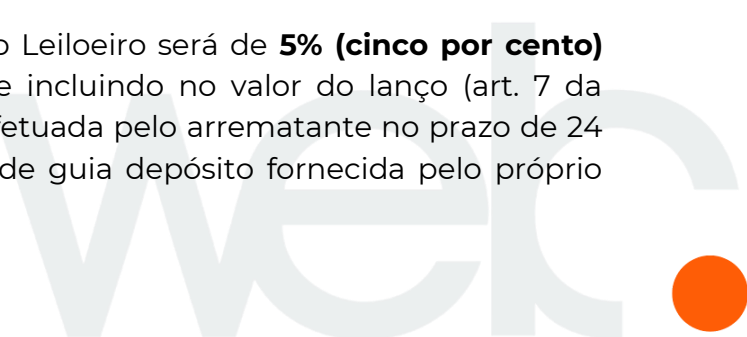 o Leiloeiro será de 5% (cinco por cento)
e incluindo no valor do lanço (art. 7 da
fetuada pelo arrematante no prazo de 24
de guia depósito fornecida pelo próprio
web.